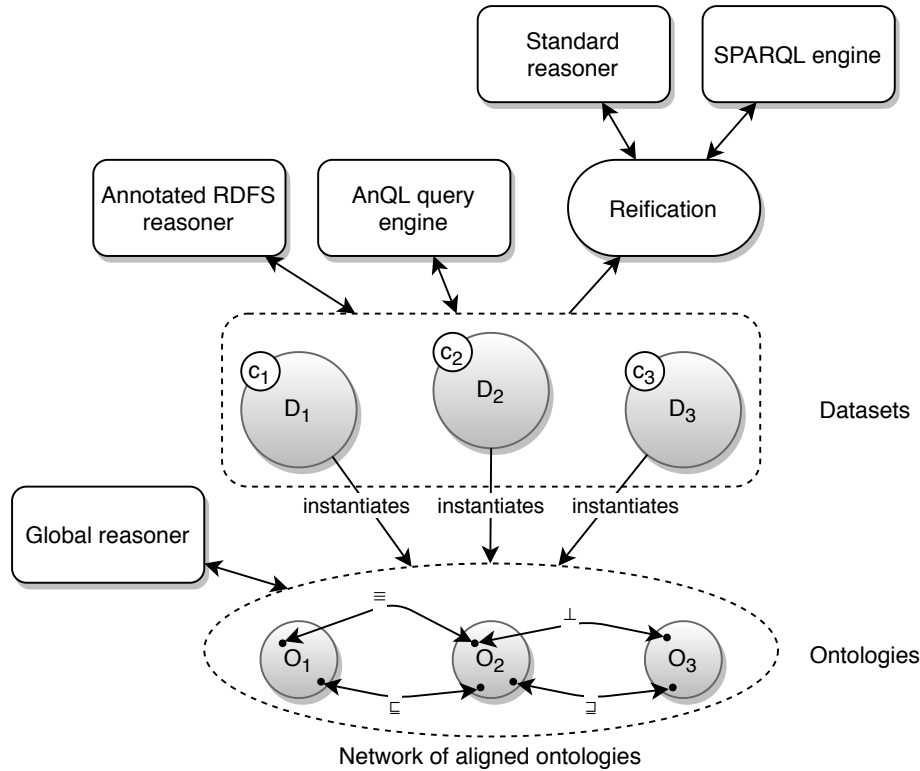 Standard
reasoner
SPARQL engine
Annotated RDFS
reasoner
AnQL query
engine
Reification
c1
c2
c3
D1
D2
D3
Datasets
instantiates
instantiates
instantiates
Global reasoner
≡
⊥
O1
O2
O3
Ontologies
⊑
⊒
Network of aligned ontologies